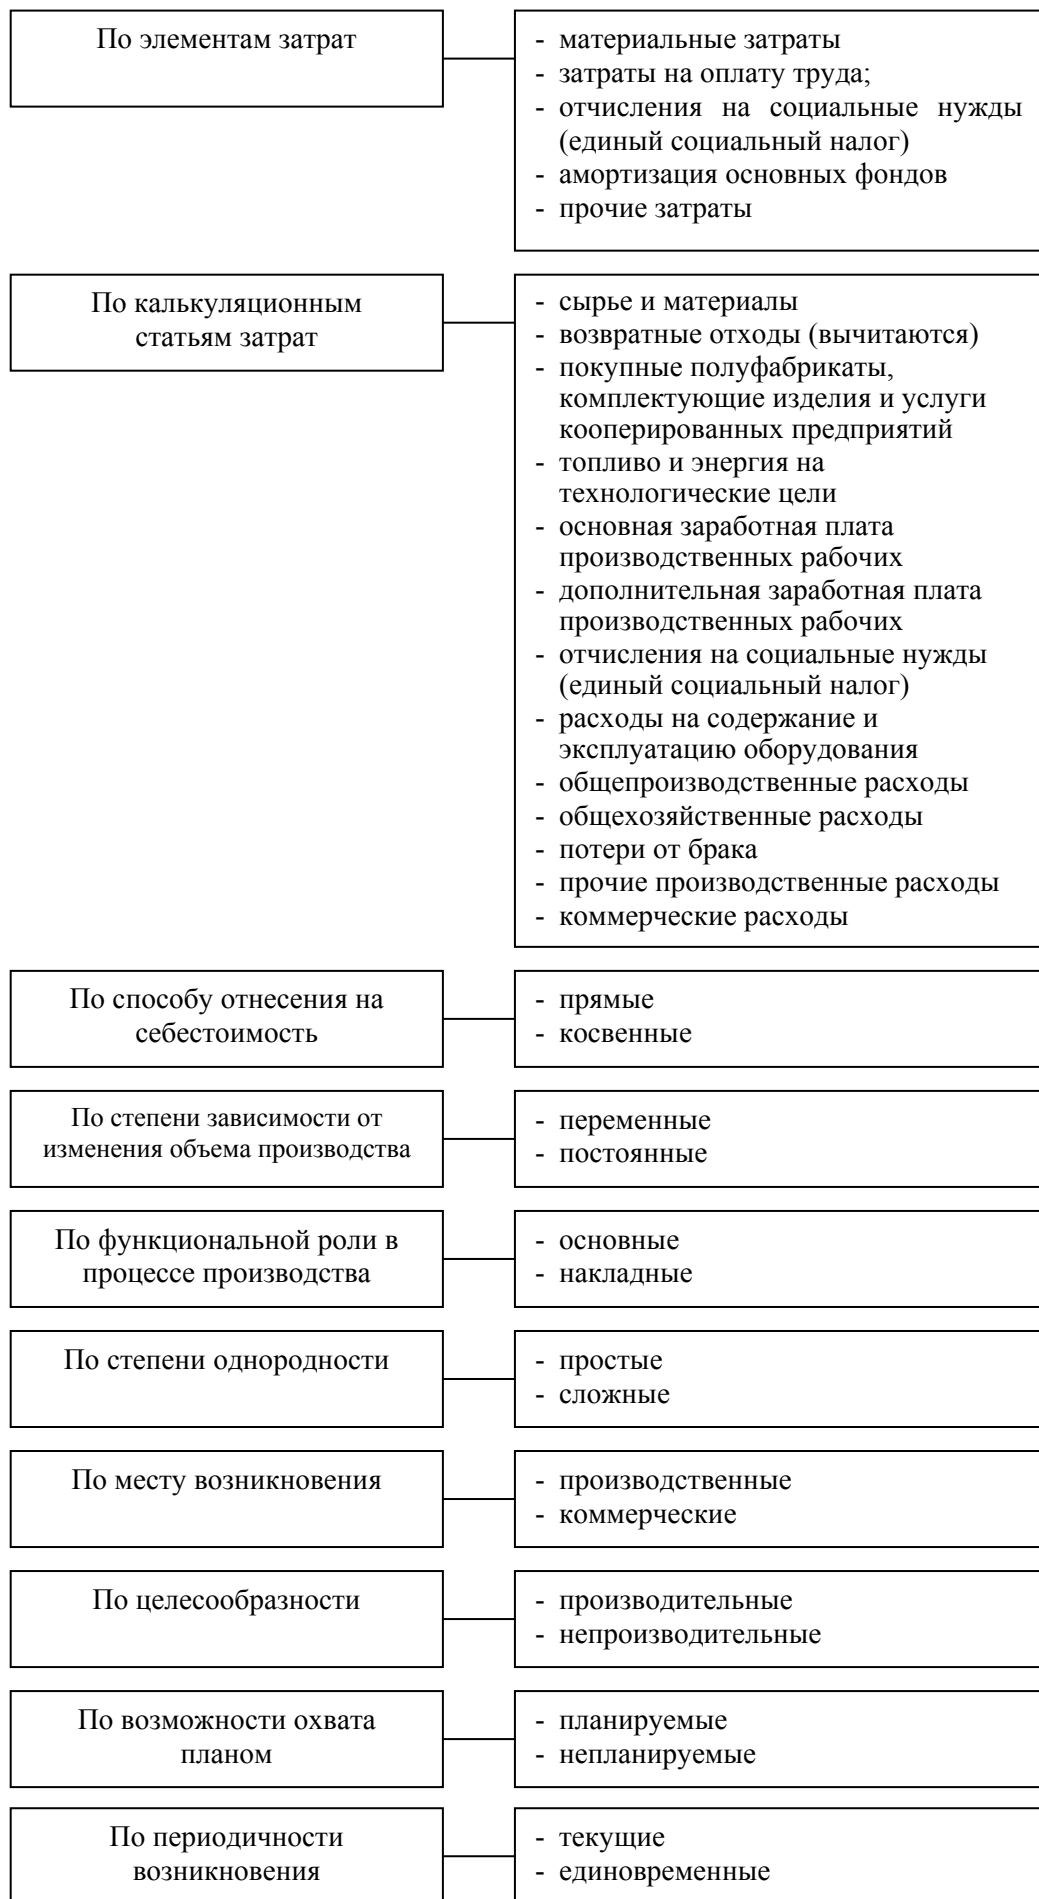 По элементам затрат
- материальные затраты
- затраты на оплату труда;
- отчисления на социальные нужды
(единый социальный налог)
- амортизация основных фондов
- прочие затраты
По калькуляционным
статьям затрат
- сырье и материалы
- возвратные отходы (вычитаются)
- покупные полуфабрикаты,
комплектующие изделия и услуги
кооперированных предприятий
- топливо и энергия на
технологические цели
- основная заработная плата
производственных рабочих
- дополнительная заработная плата
производственных рабочих
- отчисления на социальные нужды
(единый социальный налог)
- расходы на содержание и
эксплуатацию оборудования
- общепроизводственные расходы
- общехозяйственные расходы
- потери от брака
- прочие производственные расходы
- коммерческие расходы
По способу отнесения на
себестоимость
- прямые
- косвенные
По степени зависимости от
изменения объема производства
- переменные
- постоянные
По функциональной роли в
процессе производства
- основные
- накладные
По степени однородности
- простые
- сложные
По месту возникновения
- производственные
- коммерческие
По целесообразности
- производительные
- непроизводительные
По возможности охвата
планом
- планируемые
- непланируемые
По периодичности
возникновения
- текущие
- единовременные